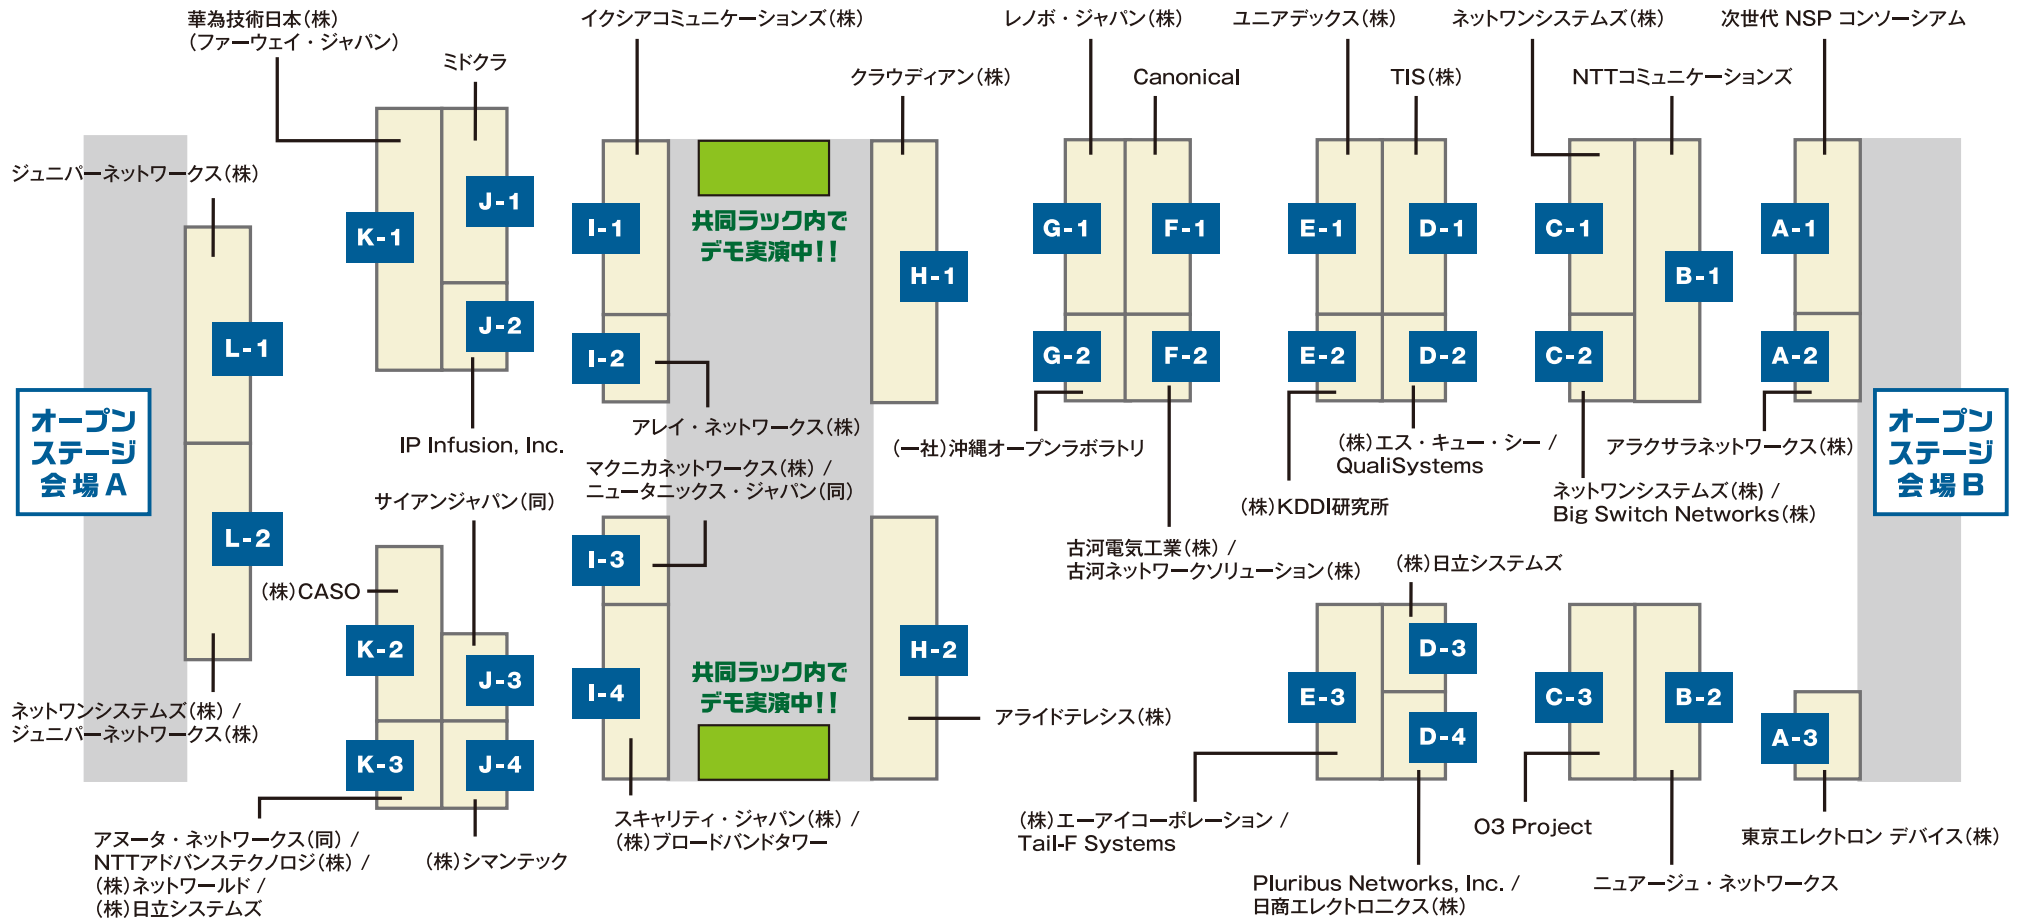 華為技術日本(株)
(ファーウェイ・ジャパン)
ミドクラ
イクシアコミュニケーションズ(株)
クラウディアン(株)
レノボ・ジャパン(株)
Canonical
ユニアデックス(株)
TIS(株)
ネットワンシステムズ(株)
NTTコミュニケーションズ
次世代 NSP コンソーシアム
ジュニパーネットワークス(株)
K-1
J-1
I-1
共同ラック内で
デモ実演中!!
H-1
G-1
F-1
E-1
D-1
C-1
B-1
A-1
L-1
J-2
I-2
G-2
F-2
E-2
D-2
C-2
A-2
オープン
ステージ
会場A
IP Infusion, Inc.
アレイ・ネットワークス(株)
(一社)沖縄オープンラボラトリ
(株)エス・キュー・シー /
QualiSystems
アラクサラネットワークス(株)
オープン
ステージ
会場B
マクニカネットワークス(株) /
ニュータニックス・ジャパン(同)
サイアンジャパン(同)
(株)KDDI研究所
ネットワンシステムズ(株) /
Big Switch Networks(株)
L-2
I-3
古河電気工業(株) /
古河ネットワークソリューション(株)
(株)日立システムズ
(株)CASO
K-2
J-3
I-4
共同ラック内で
デモ実演中!!
H-2
E-3
D-3
C-3
B-2
ネットワンシステムズ(株) /
ジュニパーネットワークス(株)
アライドテレシス(株)
K-3
J-4
D-4
A-3
アヌータ・ネットワークス(同) /
NTTアドバンステクノロジ(株) /
(株)ネットワールド /
(株)日立システムズ
(株)シマンテック
スキャリティ・ジャパン(株) /
(株)ブロードバンドタワー
(株)エーアイコーポレーション /
Tail-F Systems
O3 Project
東京エレクトロン デバイス(株)
Pluribus Networks, Inc. /
日商エレクトロニクス(株)
ニュアージュ・ネットワークス